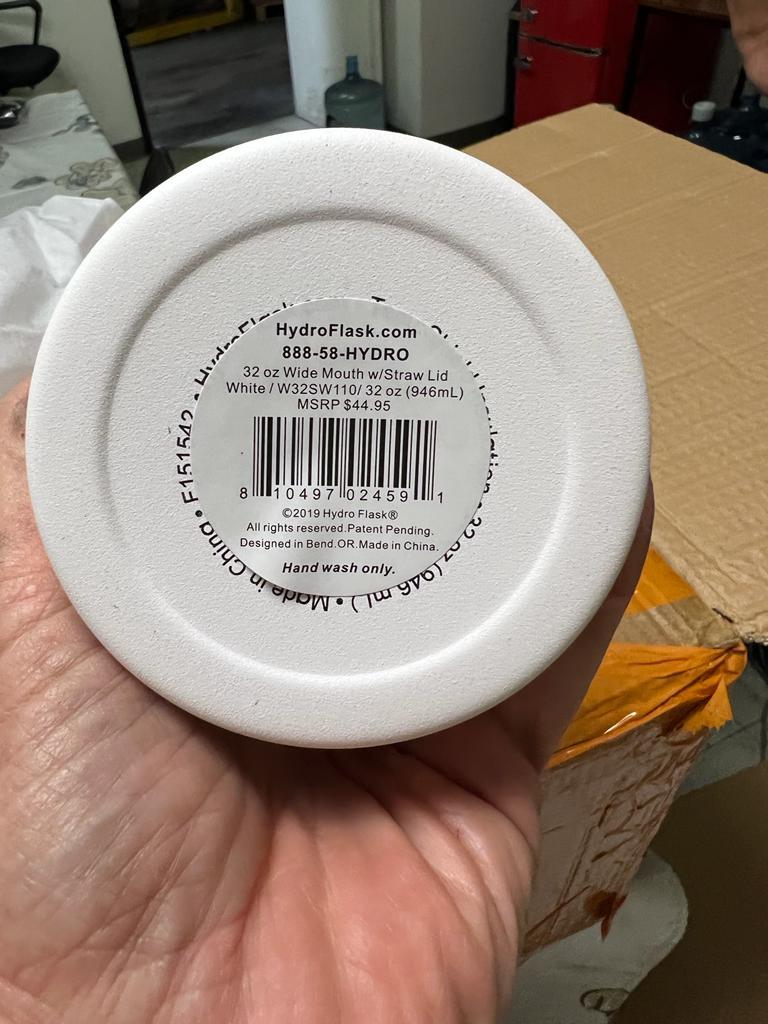 HydroFlask.com
888-58-HYDRO
32 oz Wide Mouth w/Straw Lid
White / W32SW110/ 32 oz (946mL)
MSRP $44.95
8 10497 02459 1
©2019 Hydro Flask®
All rights reserved.Patent Pending.
Designed in Bend.OR.Made in China.
Hand wash only.
32 oz (946 mL) • Made in China •